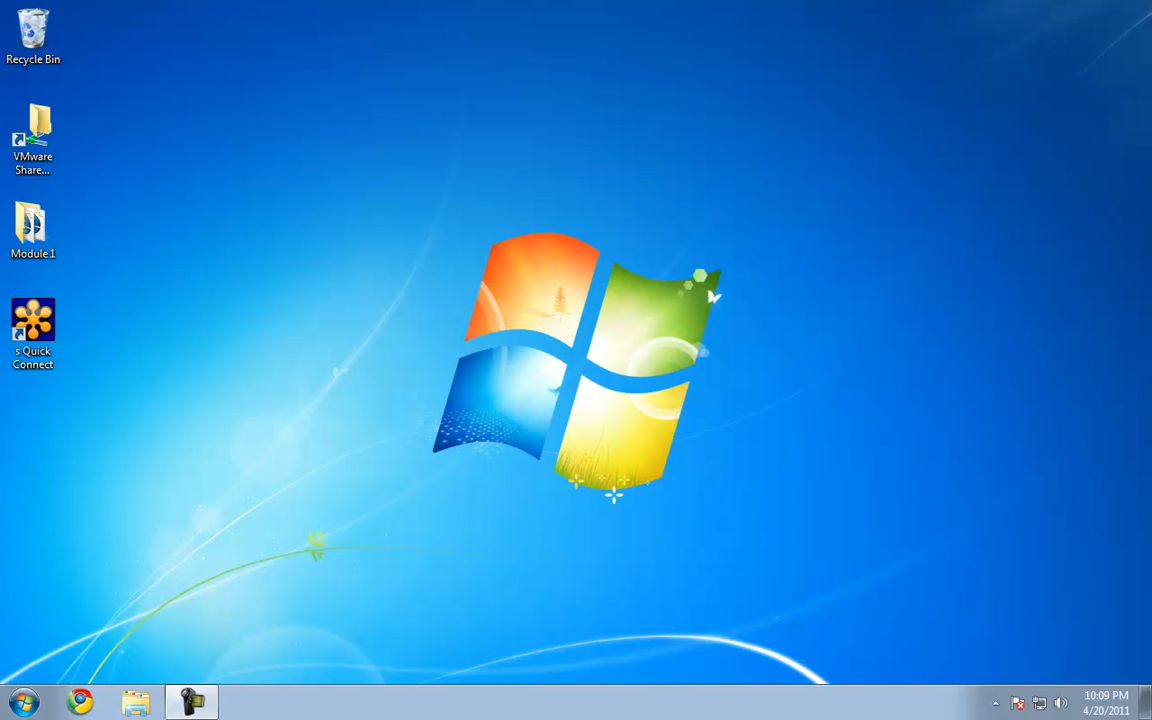 Recycle Bin
VMware
Share...
Module 1
s Quick
Connect
10:09 PM
4/20/2011